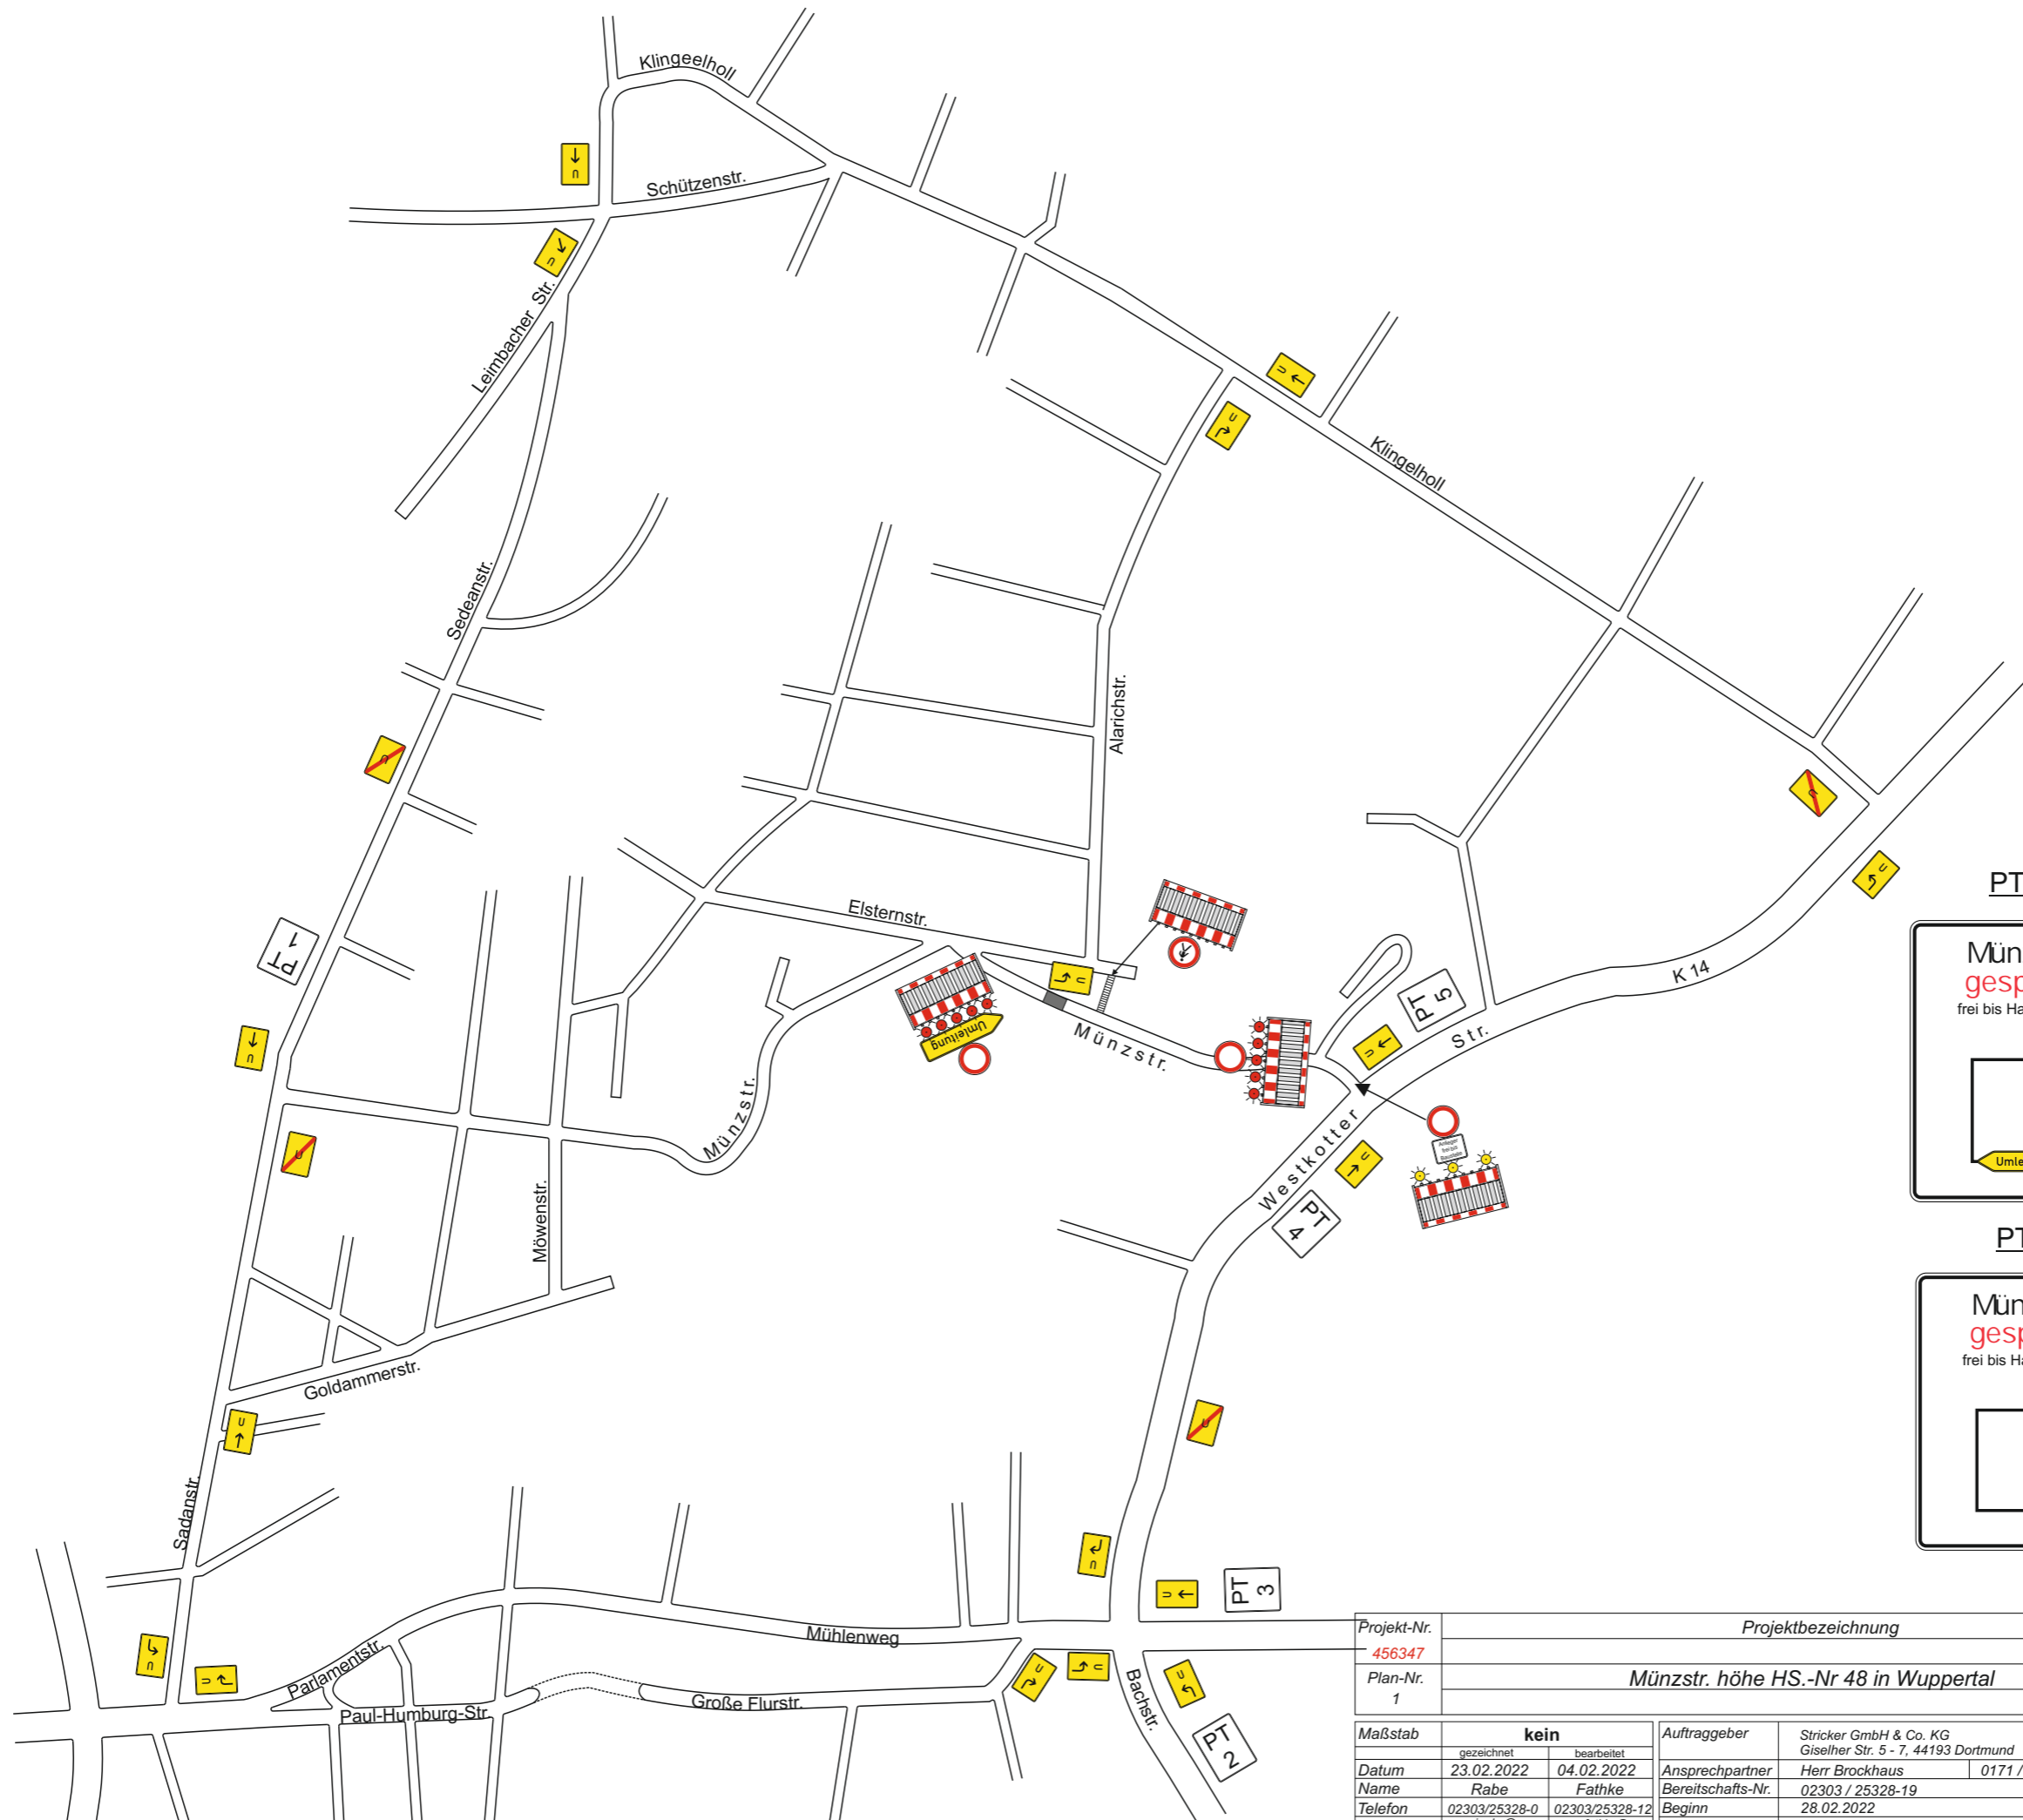 Klingeelholl
Schützenstr.
Leimbacher Str.
Klingelholl
Sedeanstr.
Alarichstr.
Elsternstr.
PT 1
Umleitung
Münzstr.
Münzstr.
PT 5
K 14
Westkotter Str.
Anlieger
frei bis
Baustelle
PT 4
Möwenstr.
Goldammerstr.
Sadanstr.
Mühlenweg
Parlamentstr.
Paul-Humburg-Str.
Große Flurstr.
Bachstr.
PT 3
PT 2
U
PT
Mün
gesp
frei bis Ha
Umle
PT
Mün
gesp
frei bis Ha
Projekt-Nr. Projektbezeichnung
456347
Plan-Nr. Münzstr. höhe HS.-Nr 48 in Wuppertal
1
Maßstab kein Auftraggeber Stricker GmbH & Co. KG
Giselher Str. 5 - 7, 44193 Dortmund
gezeichnet bearbeitet
Datum 23.02.2022 04.02.2022 Ansprechpartner Herr Brockhaus 0171 /
Name Rabe Fathke Bereitschafts-Nr. 02303 / 25328-19
Telefon 02303/25328-0 02303/25328-12 Beginn 28.02.2022